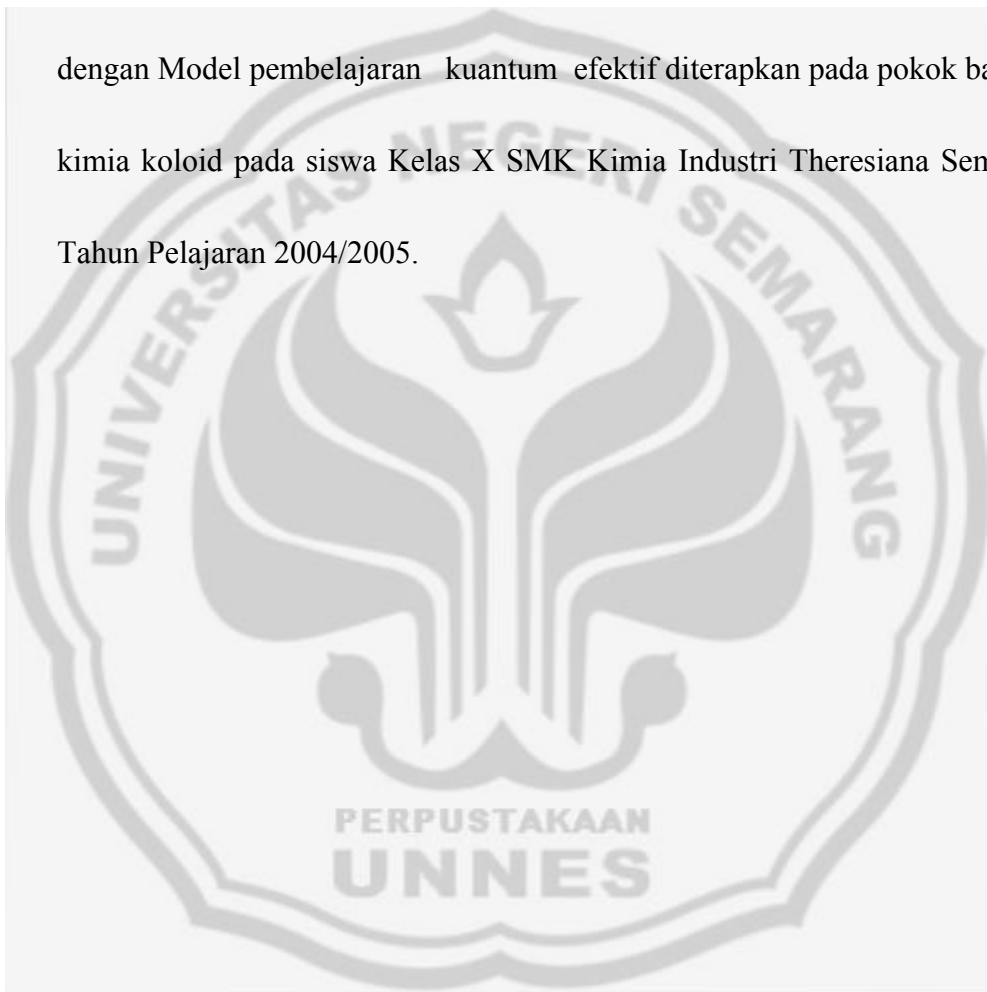 dengan Model pembelajaran kuantum efektif diterapkan pada pokok ba
kimia koloid pada siswa Kelas X SMK Kimia Industri Theresiana Sem
Tahun Pelajaran 2004/2005.
UNIVERSITAS NEGERI SEMARANG
PERPUSTAKAAN
UNNES